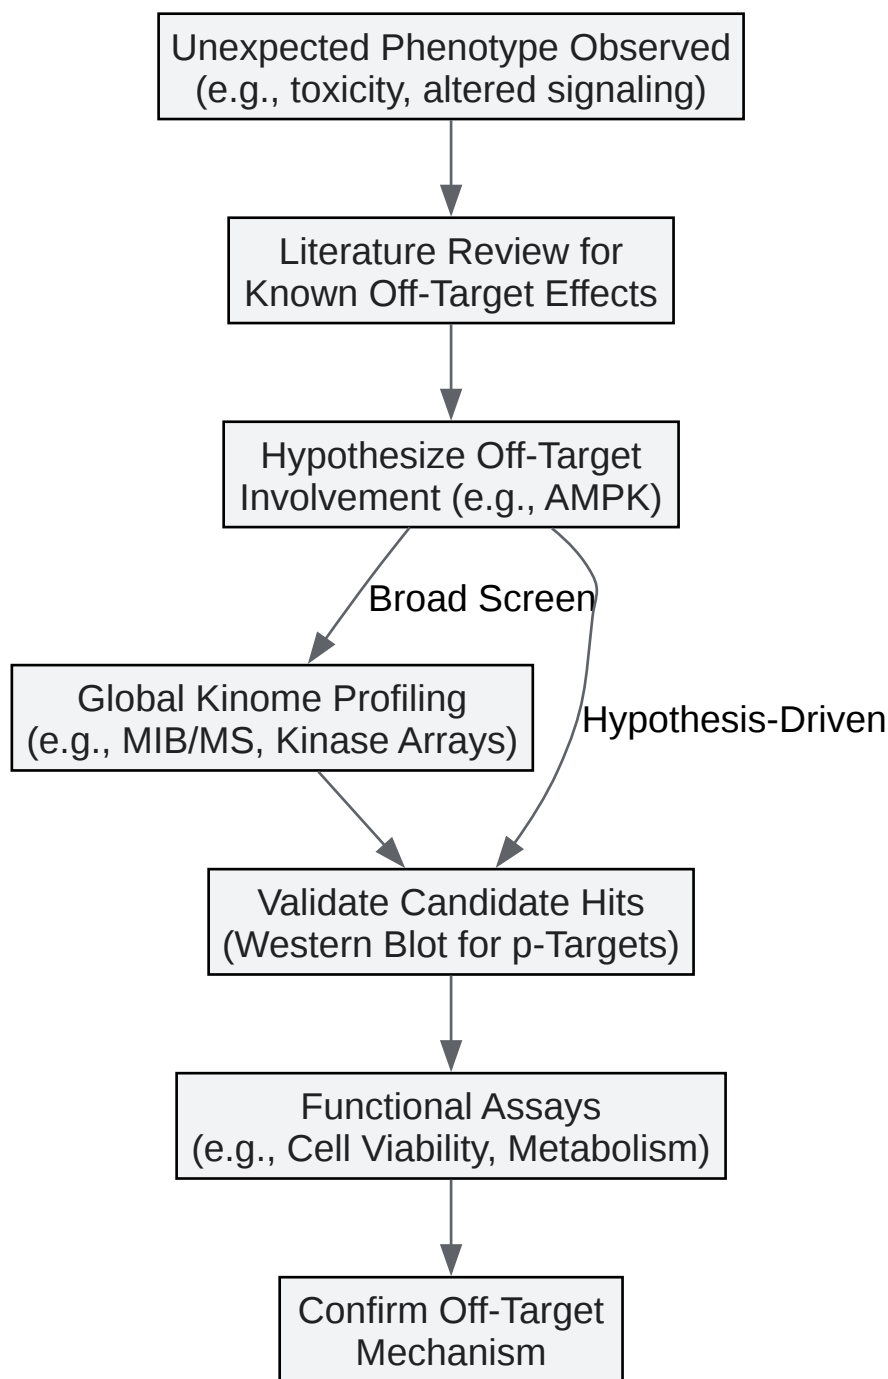 Unexpected Phenotype Observed
(e.g., toxicity, altered signaling)
Literature Review for
Known Off-Target Effects
Hypothesize Off-Target
Involvement (e.g., AMPK)
Broad Screen
Global Kinome Profiling
(e.g., MIB/MS, Kinase Arrays)
Hypothesis-Driven
Validate Candidate Hits
(Western Blot for p-Targets)
Functional Assays
(e.g., Cell Viability, Metabolism)
Confirm Off-Target
Mechanism